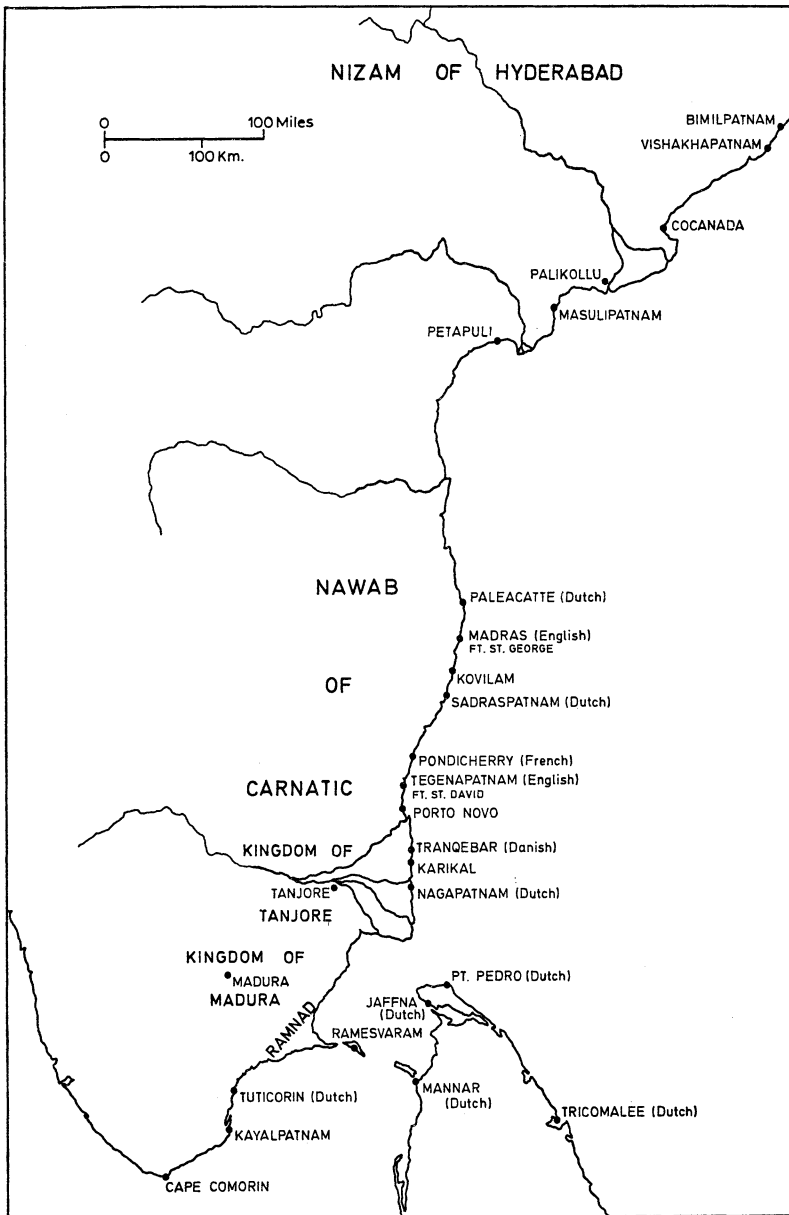 NIZAM OF HYDERABAD
0 100 Miles
0 100 Km.
BIMILPATNAM
VISHAKHAPATNAM
COCANADA
PALIKOLLU
MASULIPATNAM
PETAPULI
NAWAB
PALEACATTE (Dutch)
MADRAS (English)
FT. ST. GEORGE
KOVILAM
OF
SADRASPATNAM (Dutch)
PONDICHERRY (French)
TEGENAPATNAM (English)
FT. ST. DAVID
CARNATIC
PORTO NOVO
KINGDOM OF
TRANQEBAR (Danish)
KARIKAL
TANJORE
NAGAPATNAM (Dutch)
TANJORE
KINGDOM OF
MADURA
MADURA
PT. PEDRO (Dutch)
JAFFNA
(Dutch)
RAMNAD
RAMESVARAM
TUTICORIN (Dutch)
MANNAR
(Dutch)
TRICOMALEE (Dutch)
KAYALPATNAM
CAPE COMORIN